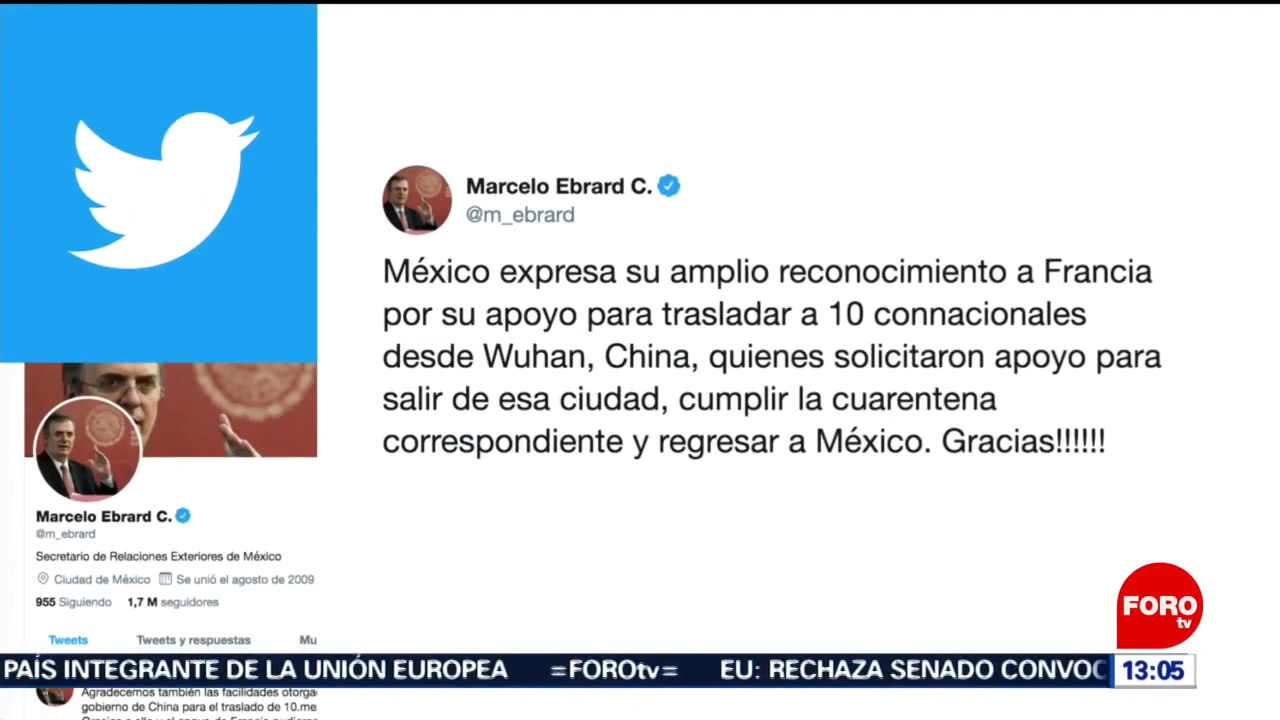 Marcelo Ebrard C.
@m_ebrard
México expresa su amplio reconocimiento a Francia
por su apoyo para trasladar a 10 connacionales
desde Wuhan, China, quienes solicitaron apoyo para
salir de esa ciudad, cumplir la cuarentena
correspondiente y regresar a México. Gracias!!!!!!
Marcelo Ebrard C.
@m_ebrard
Secretario de Relaciones Exteriores de México
Ciudad de México Se unió el agosto de 2009
955 Siguiendo 1,7 M seguidores
Tweets Tweets y respuestas Mu
FORO
tv
PAÍS INTEGRANTE DE LA UNIÓN EUROPEA =FOROtv= EU: RECHAZA SENADO CONVOC 13:05
Agradecemos también las facilidades otorga
gobierno de China para el traslado de 10.me